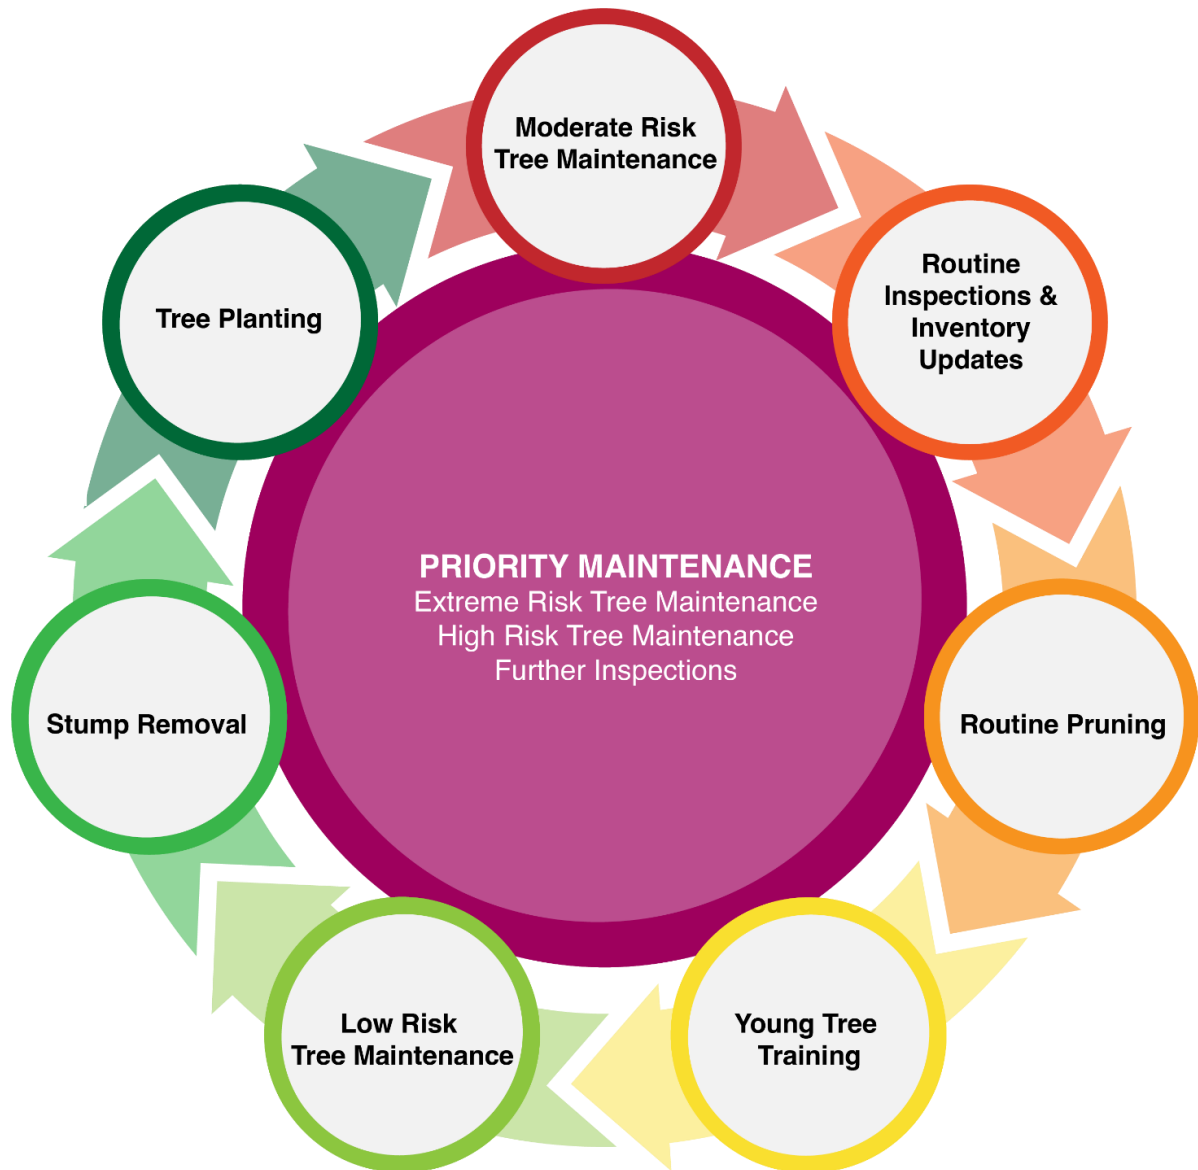 Moderate Risk
Tree Maintenance
Routine
Inspections &
Inventory
Updates
Routine Pruning
Young Tree
Training
Low Risk
Tree Maintenance
Stump Removal
Tree Planting
PRIORITY MAINTENANCE
Extreme Risk Tree Maintenance
High Risk Tree Maintenance
Further Inspections